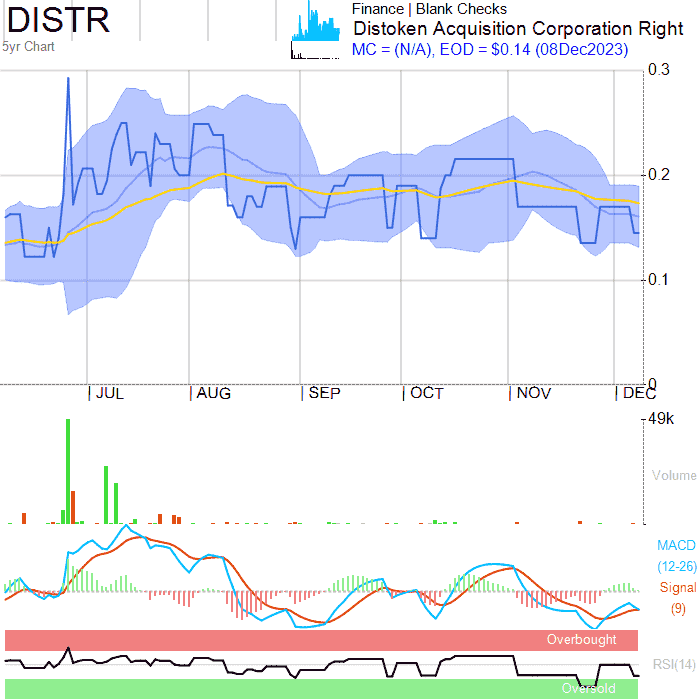 DISTR
5yr Chart
Finance | Blank Checks
Distoken Acquisition Corporation Right
MC = (N/A), EOD = $0.14 (08Dec2023)
0.3
0.2
0.1
0
JUL AUG SEP OCT NOV DEC
49k
Volume
MACD
(12-26)
Signal
(9)
Overbought
RSI(14)
Oversold